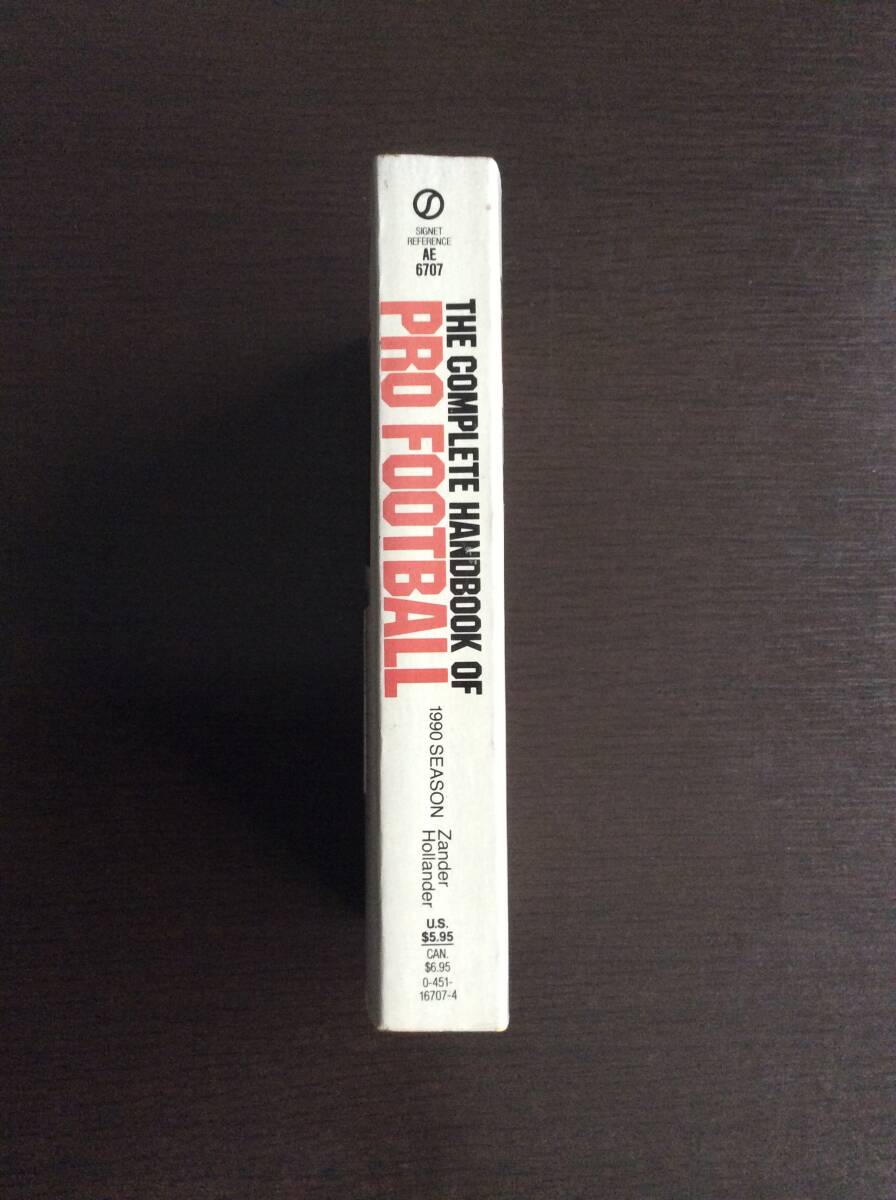 SIGNET
REFERENCE
AE
6707
THE COMPLETE HANDBOOK OF
PRO FOOTBALL
1990 SEASON
Zander
Hollander
U.S.
$5.95
CAN.
$6.95
0-451-
16707-4